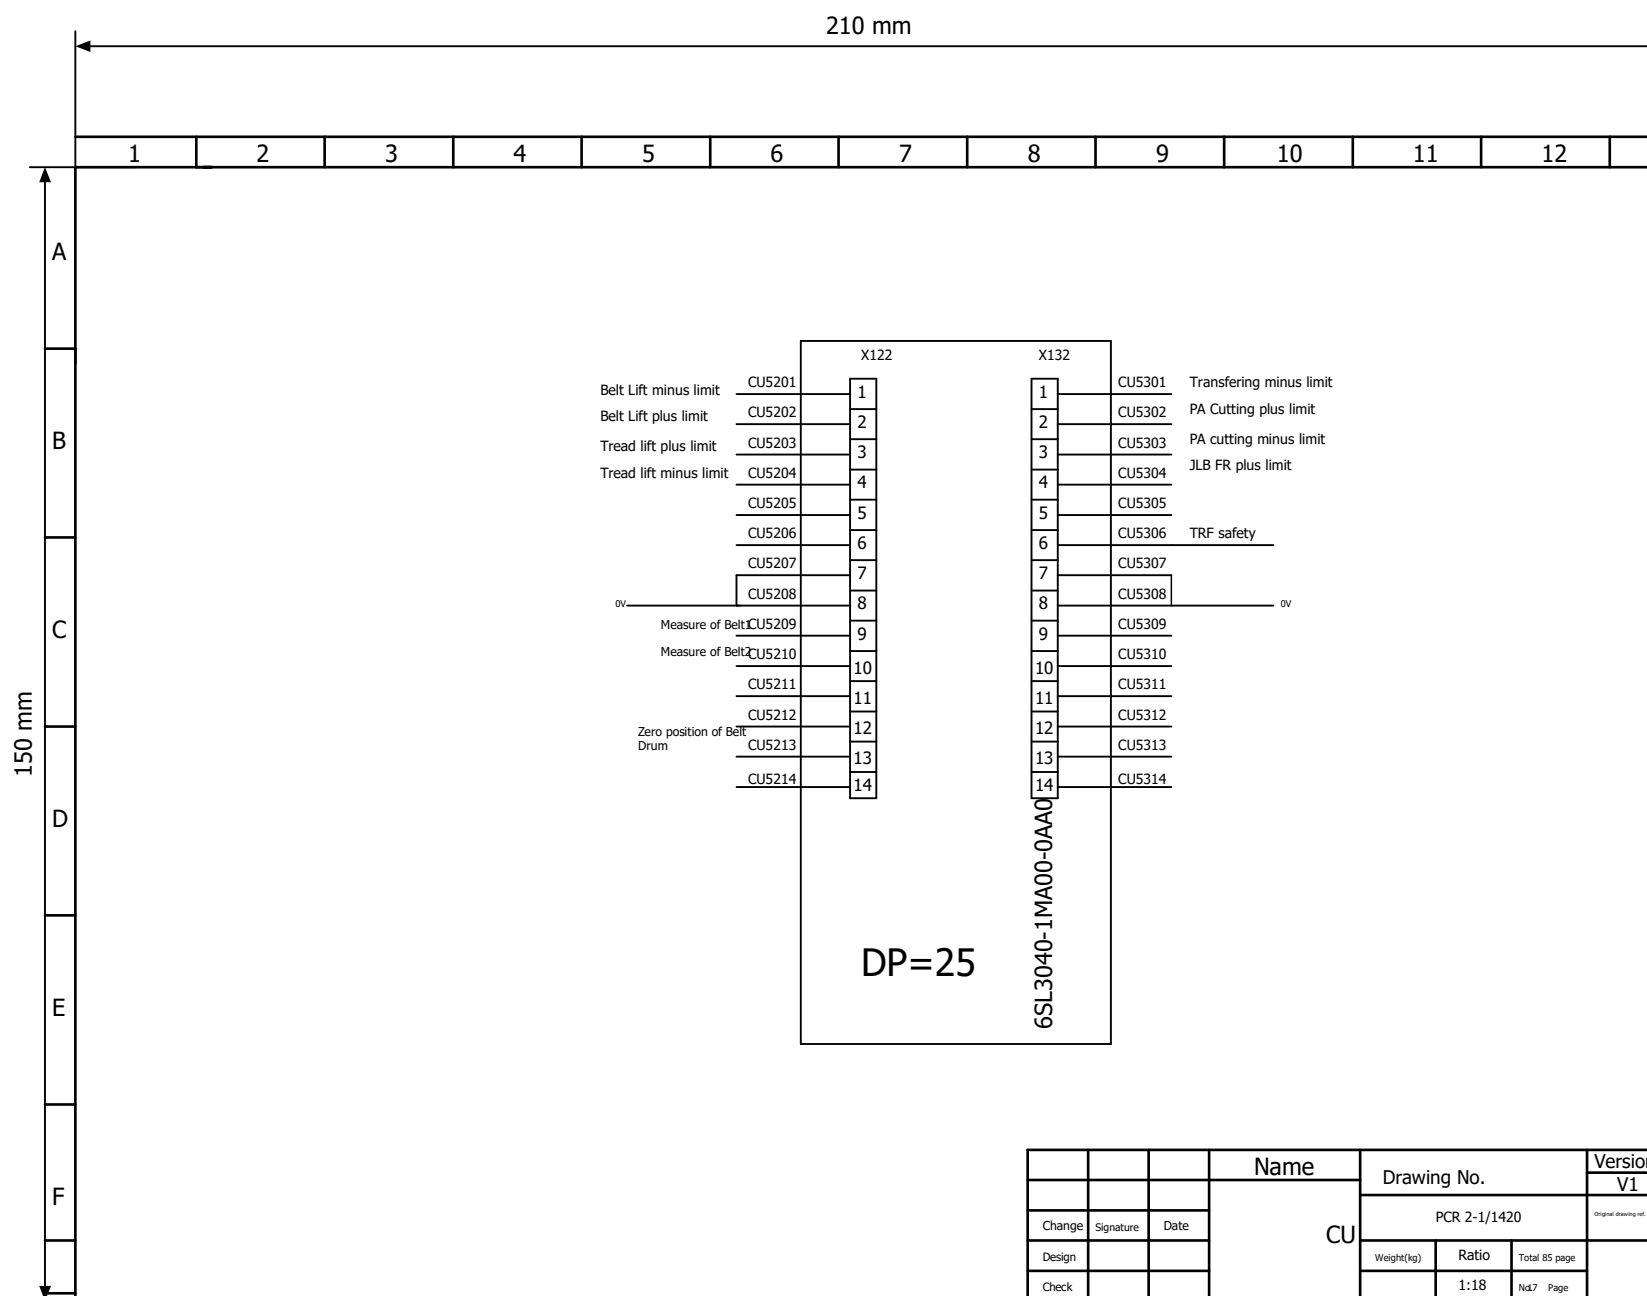 210 mm
1 2 3 4 5 6 7 8 9 10 11 12
A
B
C
D
E
F
150 mm
X122 X132
Belt Lift minus limit CU5201 1 1 CU5301 Transfering minus limit
Belt Lift plus limit CU5202 2 2 CU5302 PA Cutting plus limit
Tread lift plus limit CU5203 3 3 CU5303 PA cutting minus limit
Tread lift minus limit CU5204 4 4 CU5304 JLB FR plus limit
CU5205 5 5 CU5305
CU5206 6 6 CU5306 TRF safety
CU5207 7 7 CU5307
0V CU5208 8 8 CU5308 0V
Measure of Belt1 CU5209 9 9 CU5309
Measure of Belt2 CU5210 10 10 CU5310
CU5211 11 11 CU5311
CU5212 12 12 CU5312
Zero position of Belt
Drum CU5213 13 13 CU5313
CU5214 14 14 CU5314
6SL3040-1MA00-0AA0
DP=25
Name Drawing No. Version
V1
Change Signature Date CU PCR 2-1/1420 Original drawing ref.
Design Weight(kg) Ratio Total 85 page
Check 1:18 Page